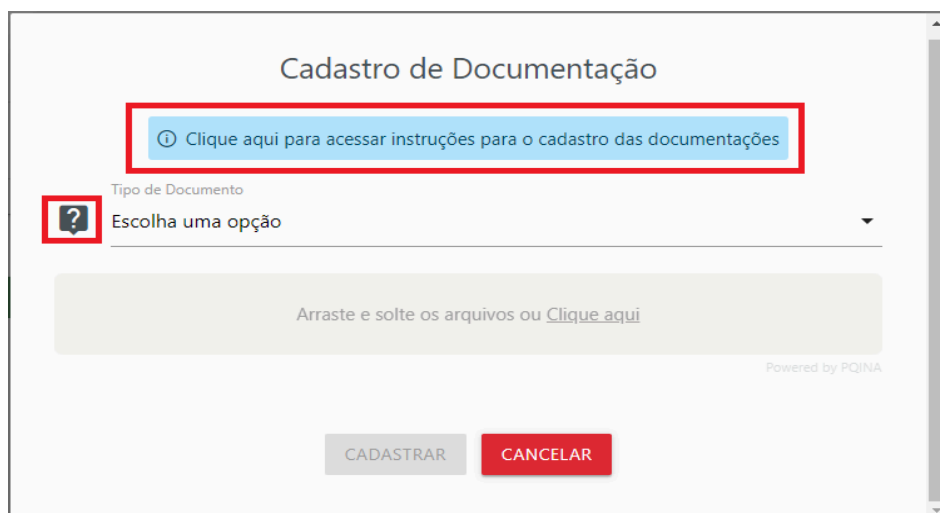 Cadastro de Documentação
Clique aqui para acessar instruções para o cadastro das documentações
Tipo de Documento
Escolha uma opção
Arraste e solte os arquivos ou Clique aqui
Powered by PQINA
CADASTRAR CANCELAR